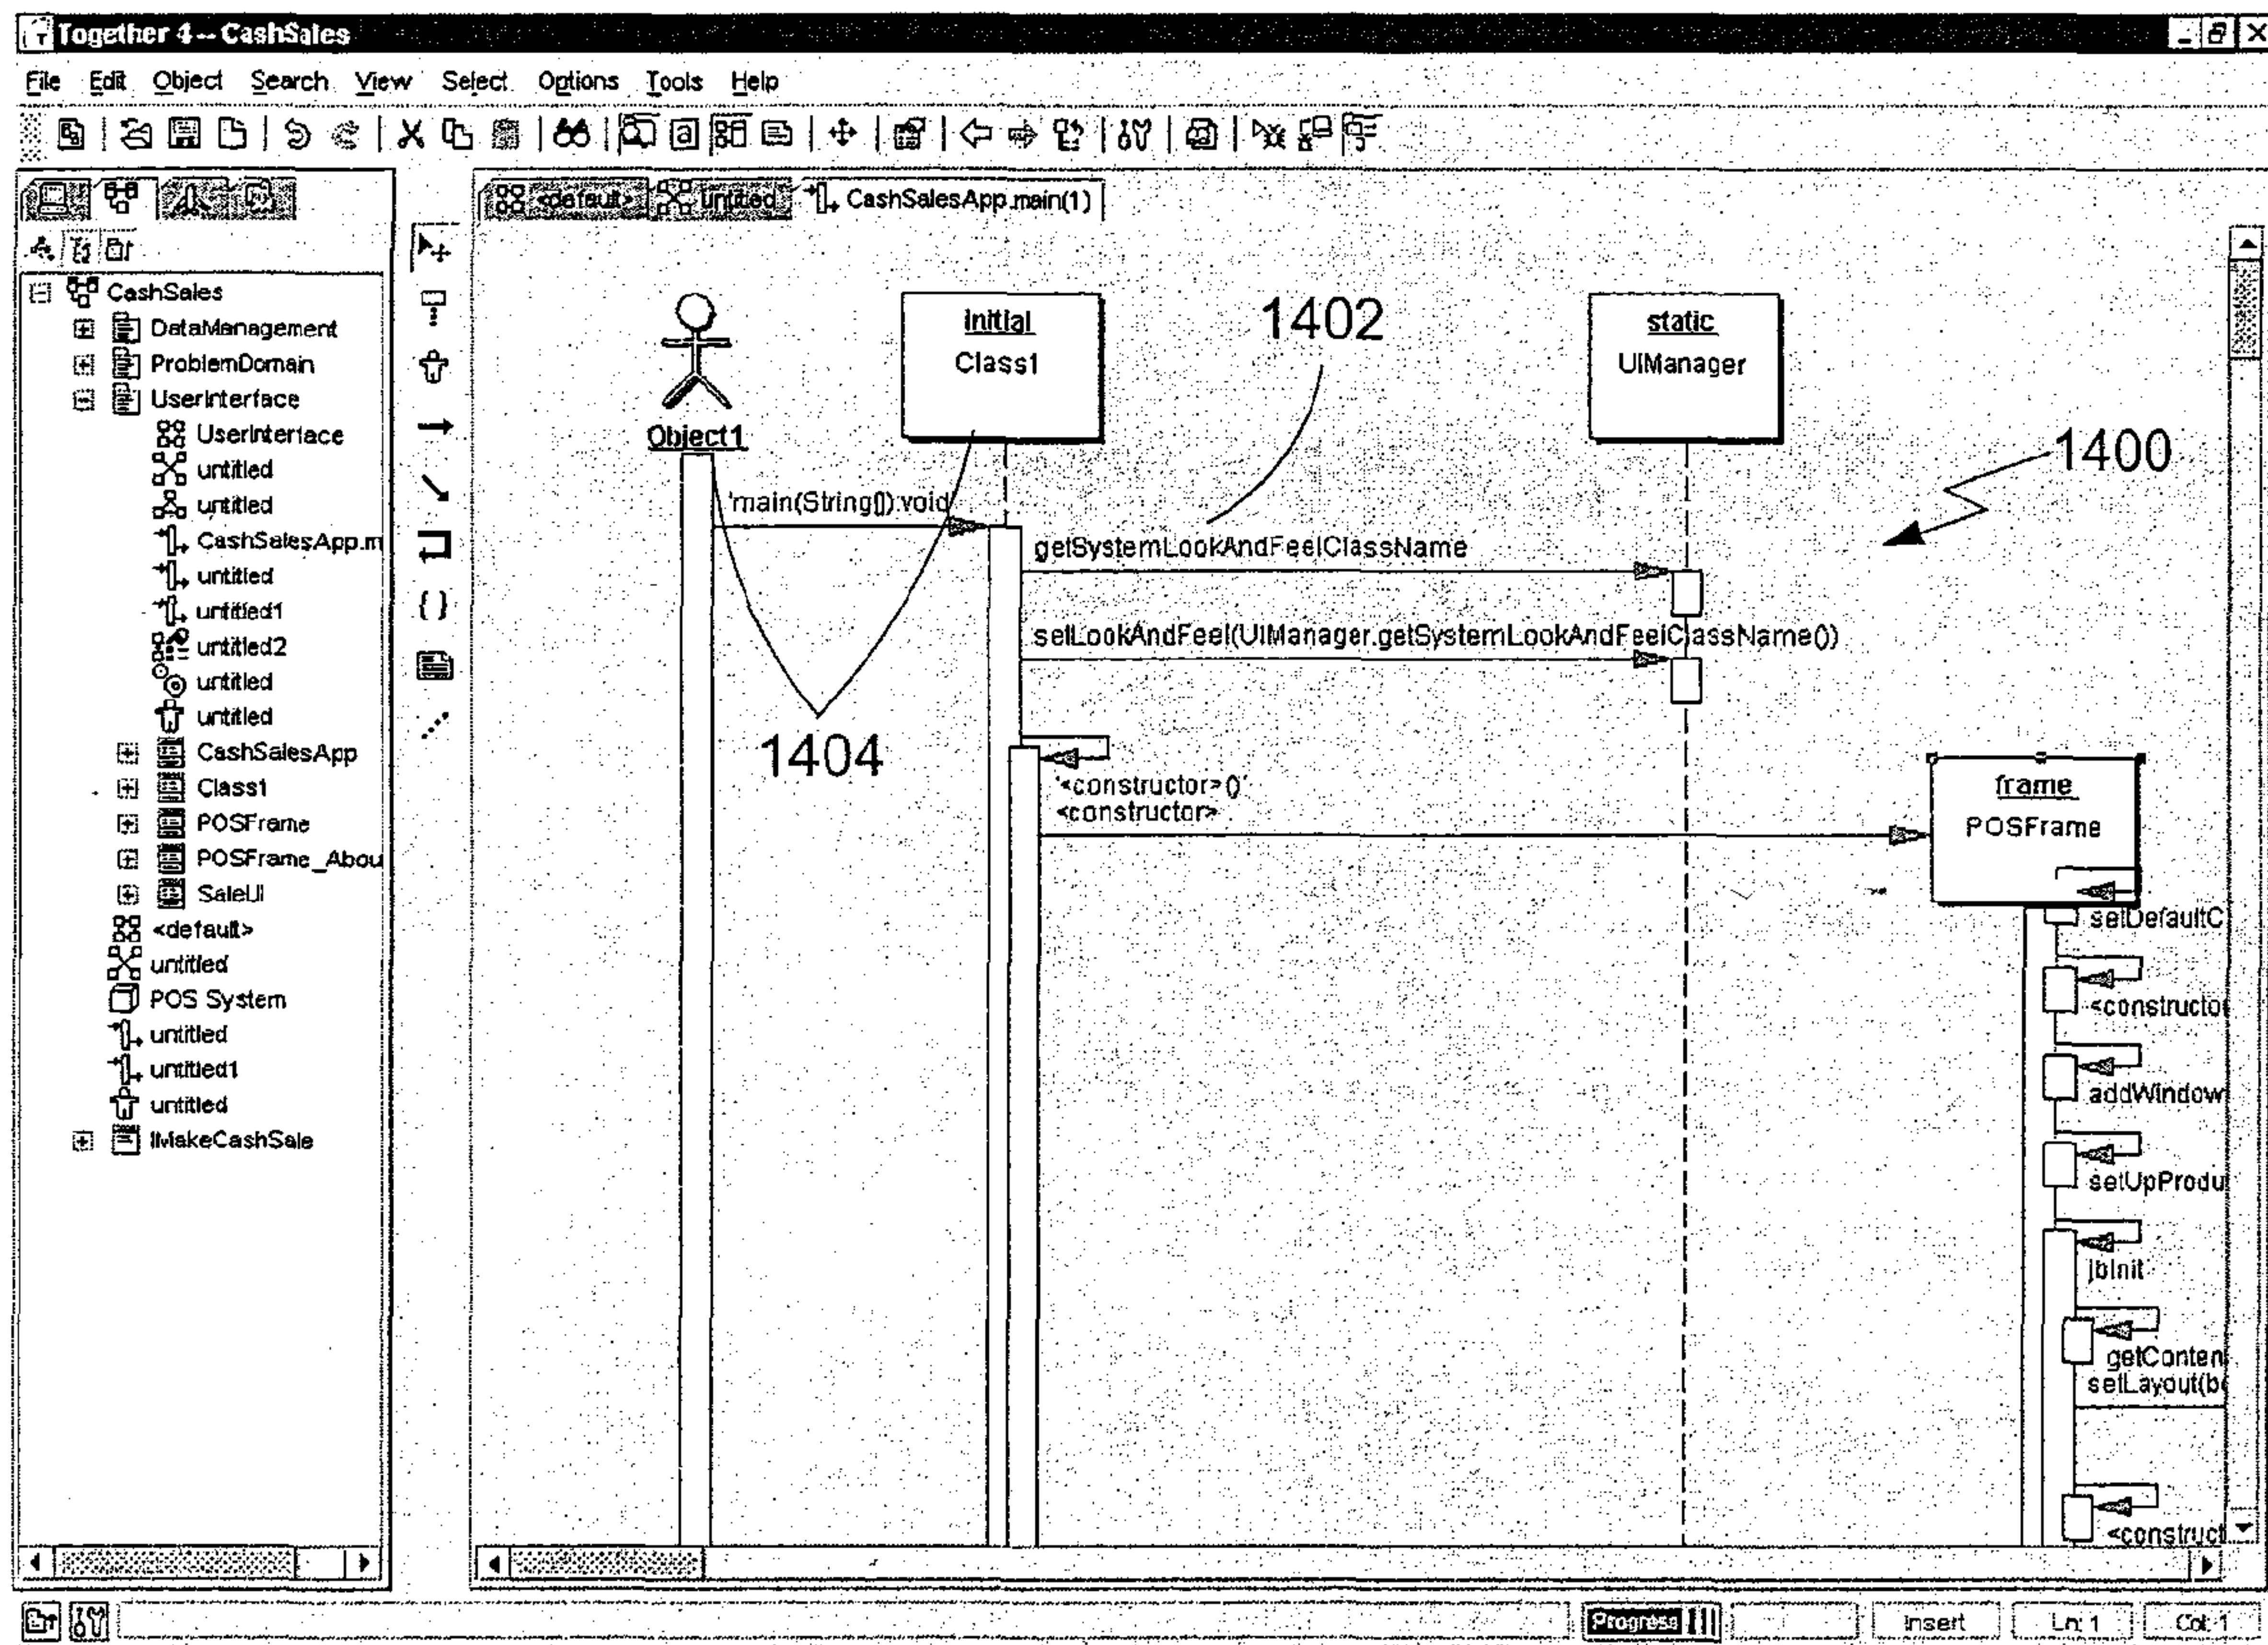 Together 4 -- CashSales
File Edit Object Search View Select Options Tools Help
<default> untitled CashSalesApp.main(1)
CashSales
DataManagement
ProblemDomain
UserInterface
UserInterface
untitled
untitled
CashSalesApp.m
untitled
untitled1
untitled2
untitled
untitled
CashSalesApp
Class1
POSFrame
POSFrame_Abou
SaleUI
<default>
untitled
POS System
untitled
untitled1
untitled
IMakeCashSale
Object1
initial
Class1
1402
static
UIManager
1400
'main(String[]):void
getSystemLookAndFeelClassName
setLookAndFeel(UIManager.getSystemLookAndFeelClassName())
1404
'<constructor>()'
<constructor>
frame
POSFrame
setDefaultC
<constructor
addWindow
setUpProdu
jbInit
getConten
setLayout(b
<construct
Progress Insert Ln: 1 Col: 1